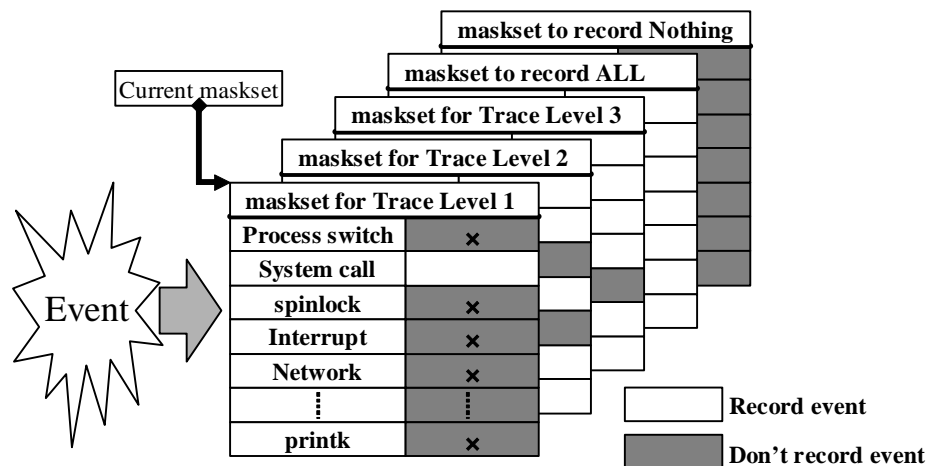 maskset to record Nothing
maskset to record ALL
Current maskset
maskset for Trace Level 3
maskset for Trace Level 2
maskset for Trace Level 1
Process switch ×
System call
Event
spinlock ×
Interrupt ×
Network ×
printk ×
Record event
Don't record event